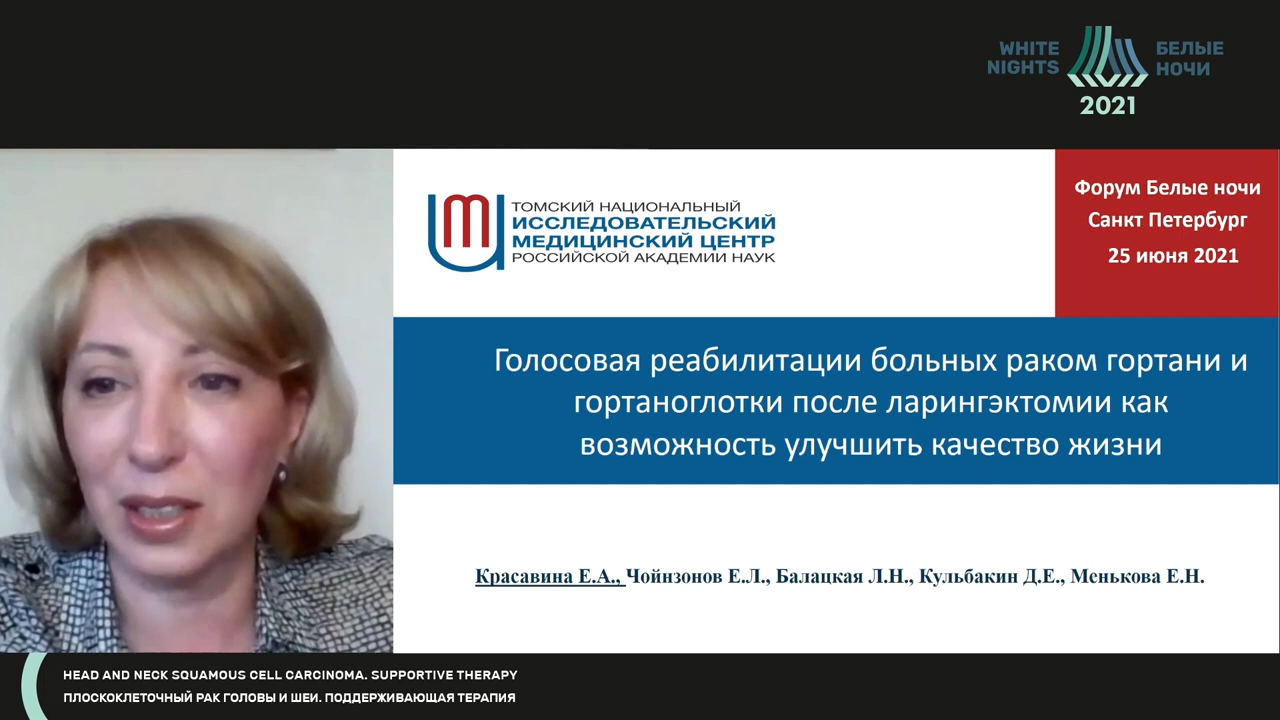 WHITE
NIGHTS
БЕЛЫЕ
НОЧИ
2021
ТОМСКИЙ НАЦИОНАЛЬНЫЙ
ИССЛЕДОВАТЕЛЬСКИЙ
МЕДИЦИНСКИЙ ЦЕНТР
РОССИЙСКОЙ АКАДЕМИИ НАУК
Форум Белые ночи
Санкт Петербург
25 июня 2021
Голосовая реабилитации больных раком гортани и
гортаноглотки после ларингэктомии как
возможность улучшить качество жизни
Красавина Е.А., Чойнзонов Е.Л., Балацкая Л.Н., Кульбакин Д.Е., Менькова Е.Н.
HEAD AND NECK SQUAMOUS CELL CARCINOMA. SUPPORTIVE THERAPY
ПЛОСКОКЛЕТОЧНЫЙ РАК ГОЛОВЫ И ШЕИ. ПОДДЕРЖИВАЮЩАЯ ТЕРАПИЯ